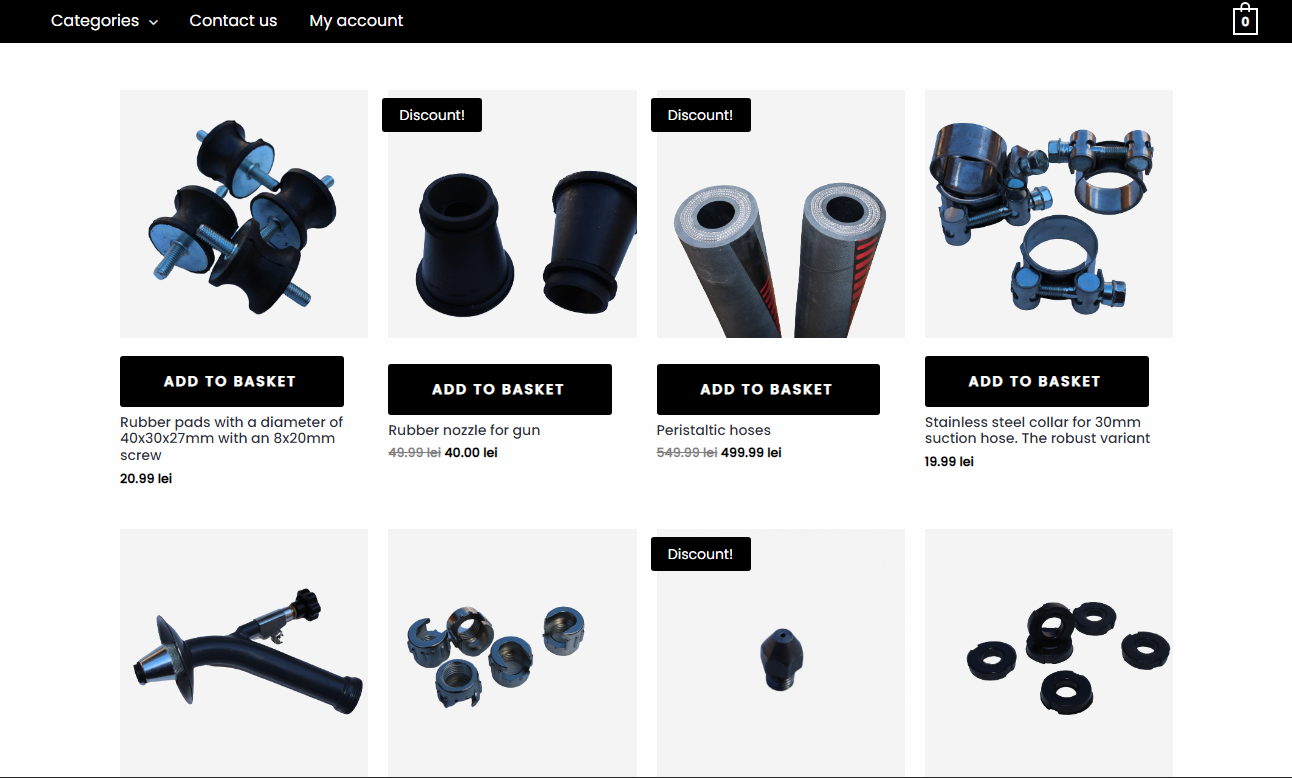 Categories
Contact us
My account
0
Discount!
Discount!
ADD TO BASKET
ADD TO BASKET
ADD TO BASKET
ADD TO BASKET
Rubber pads with a diameter of
40x30x27mm with an 8x20mm
screw
20.99 lei
Rubber nozzle for gun
49.99 lei 40.00 lei
Peristaltic hoses
549.99 lei 499.99 lei
Stainless steel collar for 30mm
suction hose. The robust variant
19.99 lei
Discount!